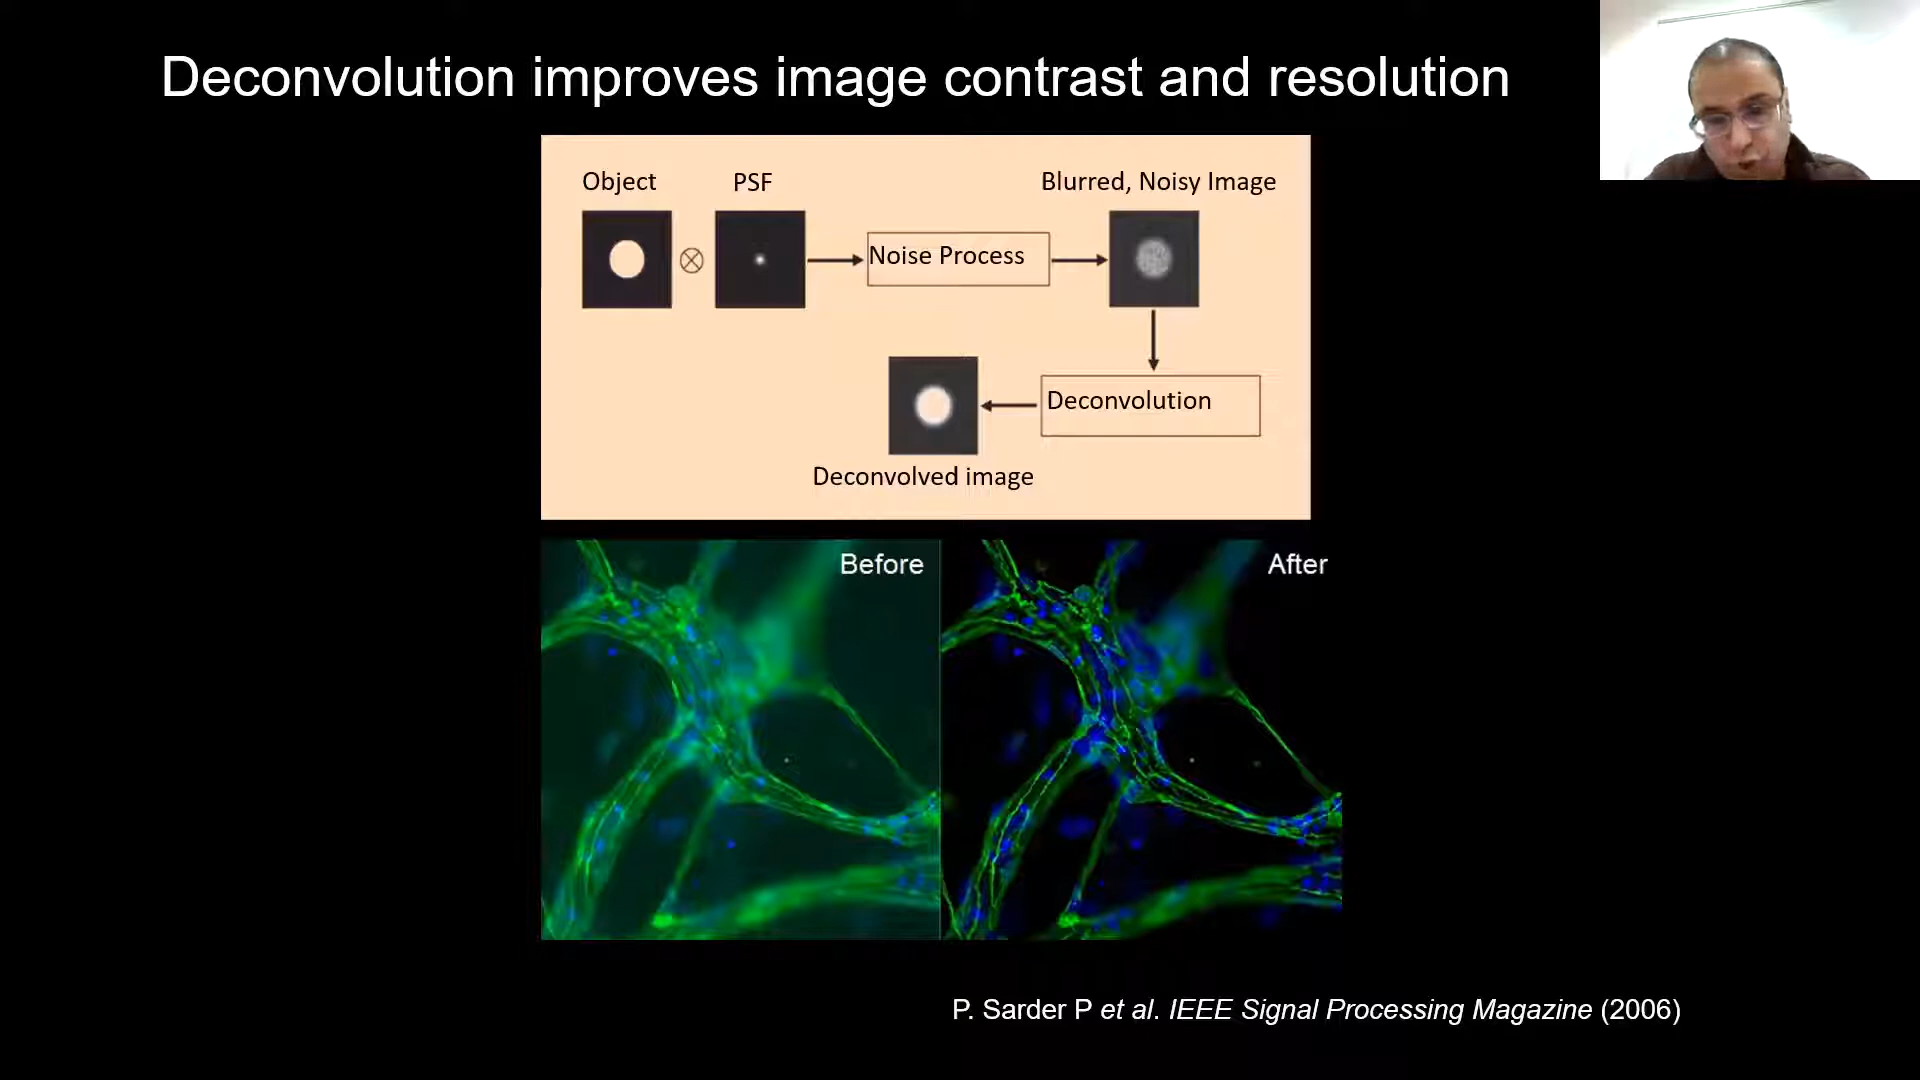 Deconvolution improves image contrast and resolution
Object
PSF
Blurred, Noisy Image
Noise Process
Deconvolution
Deconvolved image
Before
After
P. Sarder P et al. IEEE Signal Processing Magazine (2006)